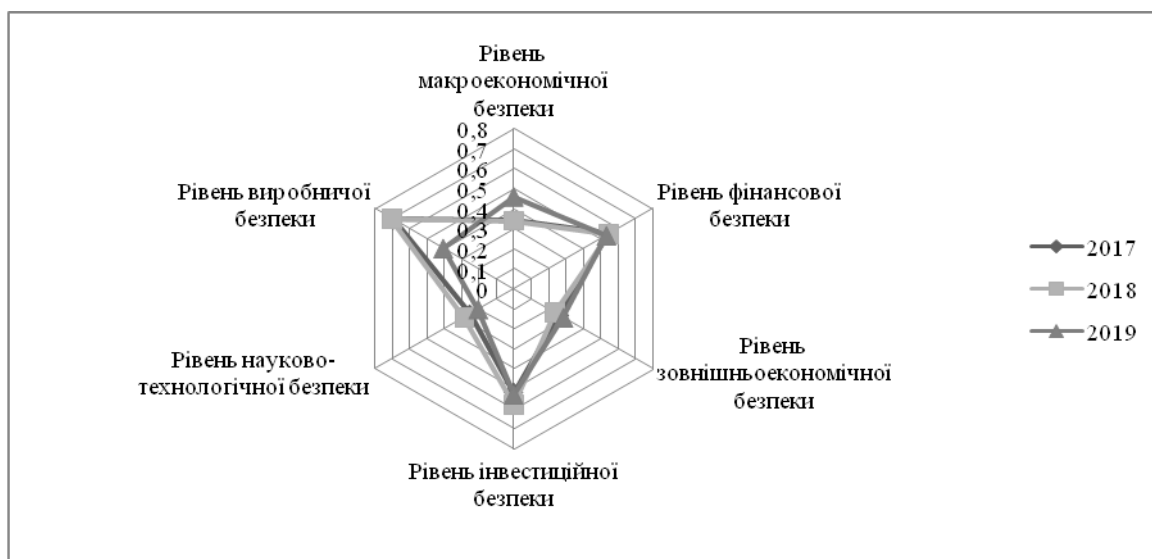 Рівень
макроекономічної
безпеки
0,8
0,7
0,6
0,5
0,4
0,3
0,2
0,1
0
Рівень фінансової
безпеки
Рівень
зовнішньоекономічної
безпеки
Рівень інвестиційної
безпеки
Рівень науково-
технологічної безпеки
Рівень виробничої
безпеки
2017
2018
2019